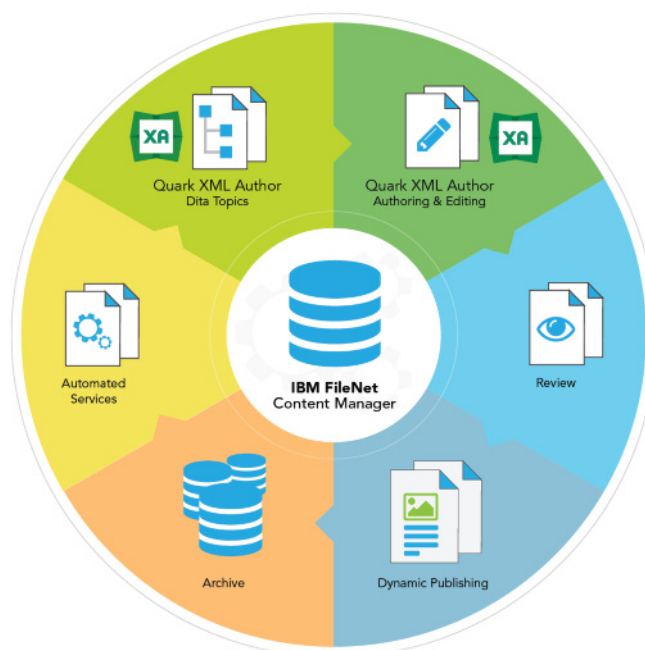 XA
Quark XML Author
Dita Topics
XA
Quark XML Author
Authoring & Editing
Automated
Services
IBM FileNet
Content Manager
Review
Archive
Dynamic Publishing